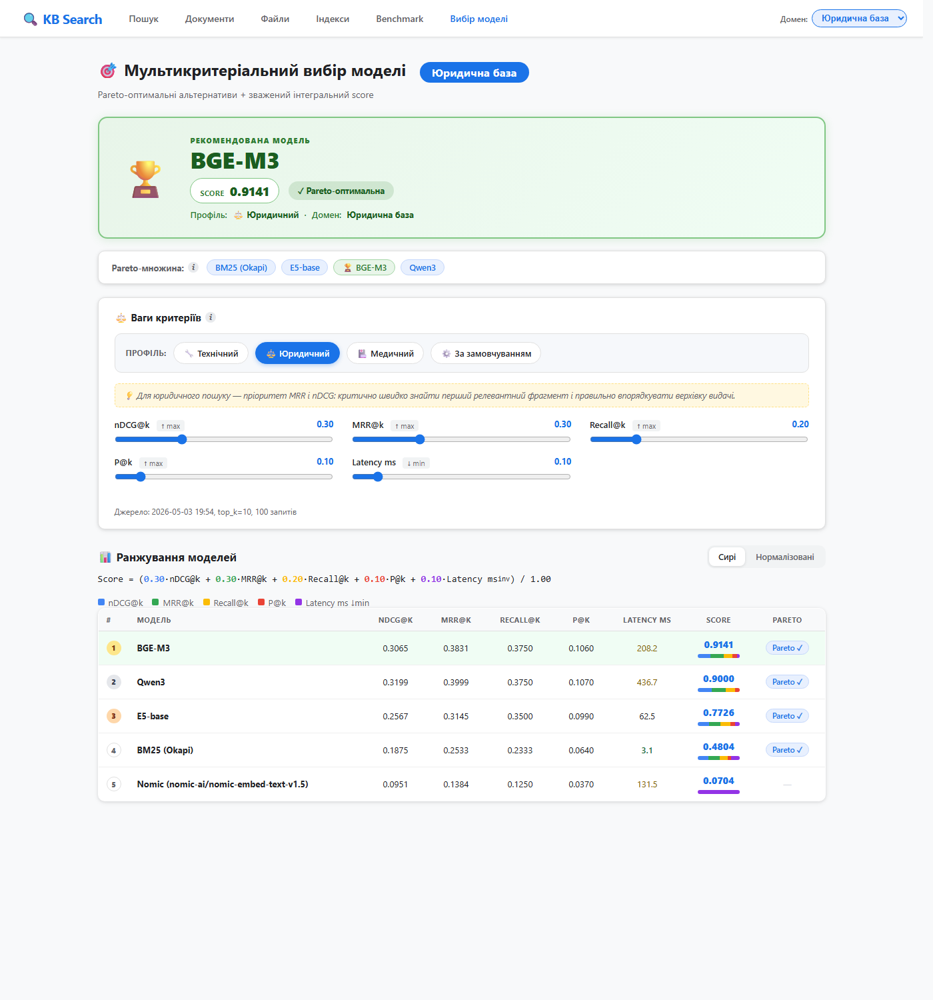 KB Search Пошук Документи Файли Індекси Benchmark Вибір моделі Домен: Юридична база
Мультикритеріальний вибір моделі Юридична база
Pareto-оптимальні альтернативи + зважений інтегральний score
РЕКОМЕНДОВАНА МОДЕЛЬ
BGE-M3
SCORE 0.9141 ✓ Pareto-оптимальна
Профіль: Юридичний · Домен: Юридична база
Pareto-множина: i BM25 (Okapi) E5-base BGE-M3 Qwen3
Ваги критеріїв i
ПРОФІЛЬ: Технічний Юридичний Медичний За замовчуванням
Для юридичного пошуку — пріоритет MRR і nDCG: критично швидко знайти перший релевантний фрагмент і правильно впорядкувати верхівку видачі.
nDCG@k ↑ max 0.30 MRR@k ↑ max 0.30 Recall@k ↑ max 0.20
P@k ↑ max 0.10 Latency ms ↓ min 0.10
Джерело: 2026-05-03 19:54, top_k=10, 100 запитів
Ранжування моделей Сирі Нормалізовані
Score = (0.30·nDCG@k + 0.30·MRR@k + 0.20·Recall@k + 0.10·P@k + 0.10·Latency msinv) / 1.00
nDCG@k MRR@k Recall@k P@k Latency ms ↓min
# МОДЕЛЬ NDCG@K MRR@K RECALL@K P@K LATENCY MS SCORE PARETO
1 BGE-M3 0.3065 0.3831 0.3750 0.1060 208.2 0.9141 Pareto ✓
2 Qwen3 0.3199 0.3999 0.3750 0.1070 436.7 0.9000 Pareto ✓
3 E5-base 0.2567 0.3145 0.3500 0.0990 62.5 0.7726 Pareto ✓
4 BM25 (Okapi) 0.1875 0.2533 0.2333 0.0640 3.1 0.4804 Pareto ✓
5 Nomic (nomic-ai/nomic-embed-text-v1.5) 0.0951 0.1384 0.1250 0.0370 131.5 0.0704 —